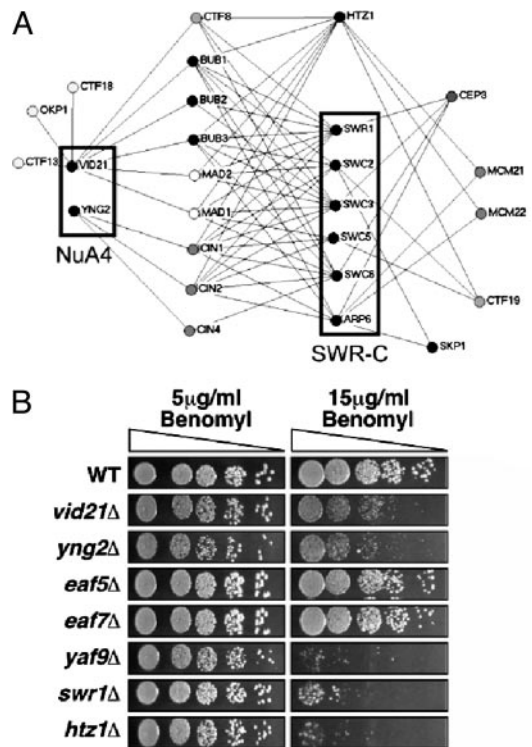 A
CTF8
HTZ1
CTF18
OKP1
BUB1
BUB2
CEP3
BUB3
SWR1
CTF13
VID21
MAD2
SWC2
MCM21
YNG2
MAD1
SWC3
MCM22
NuA4
CIN1
SWC5
CIN2
SWC6
CTF19
CIN4
ARP6
SKP1
SWR-C
B
5µg/ml 15µg/ml
Benomyl Benomyl
WT
vid21Δ
yng2Δ
eaf5Δ
eaf7Δ
yaf9Δ
swr1Δ
htz1Δ